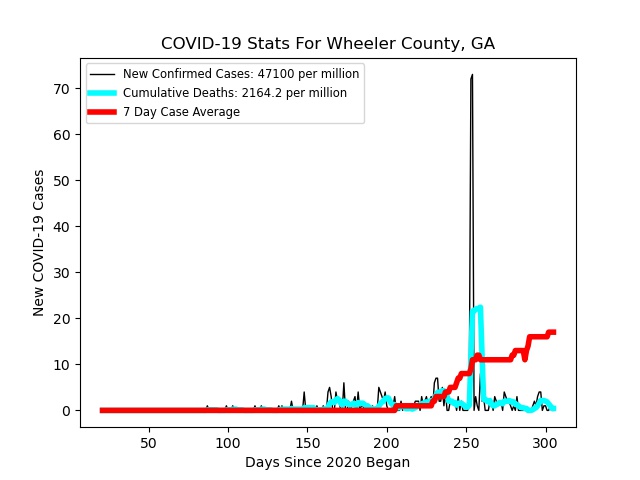 COVID-19 Stats For Wheeler County, GA
New Confirmed Cases: 47100 per million
Cumulative Deaths: 2164.2 per million
7 Day Case Average
New COVID-19 Cases
70
60
50
40
30
20
10
0
50 100 150 200 250 300
Days Since 2020 Began